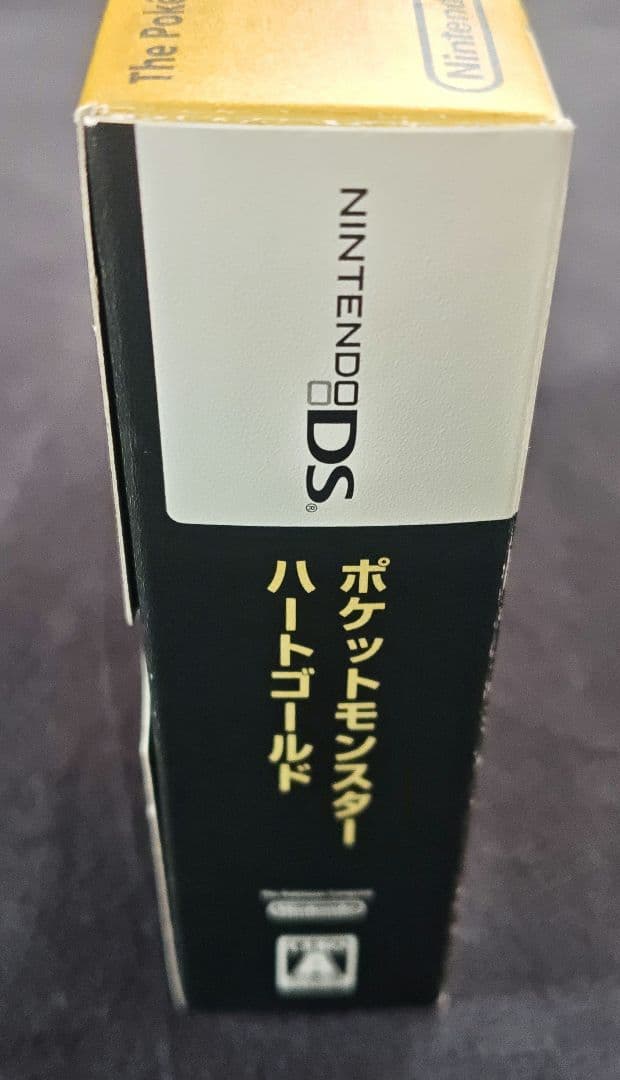 The Poké
Nintendo
NINTENDO
DS®
ポケットモンスター
ハートゴールド
Nintendo
A